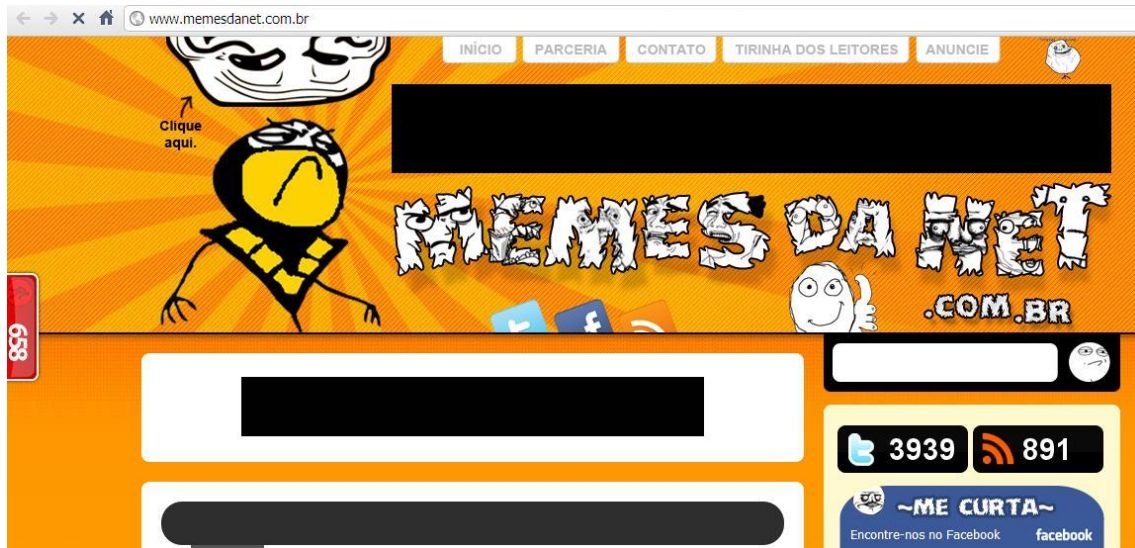 www.memesdanet.com.br
INÍCIO PARCERIA CONTATO TIRINHA DOS LEITORES ANUNCIE
Clique
aqui.
MEMES DA NET
.COM.BR
658
3939 891
~ME CURTA~
Encontre-nos no Facebook facebook